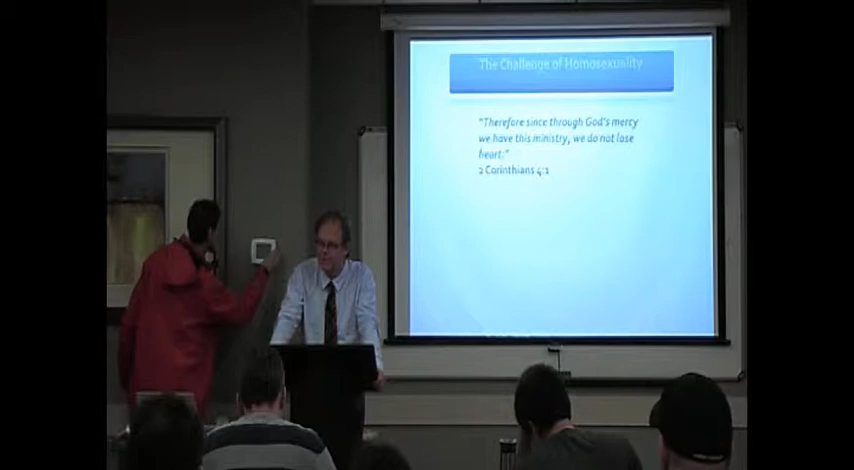 The Challenge of Homosexuality
"Therefore since through God's mercy
we have this ministry, we do not lose
heart."
2 Corinthians 4:1